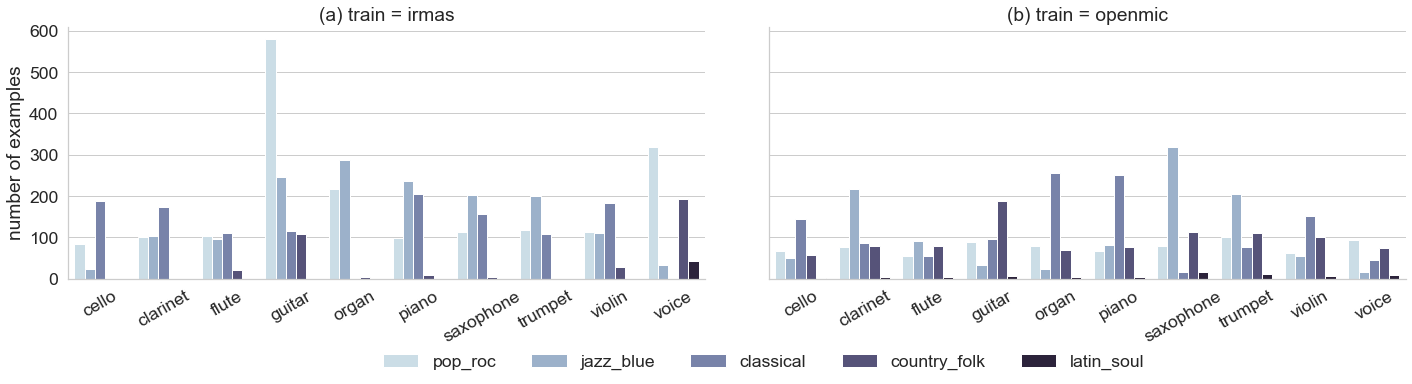 (a) train = irmas
(b) train = openmic
number of examples
600
500
400
300
200
100
0
cello clarinet flute guitar organ piano saxophone trumpet violin voice
cello clarinet flute guitar organ piano saxophone trumpet violin voice
pop_roc jazz_blue classical country_folk latin_soul